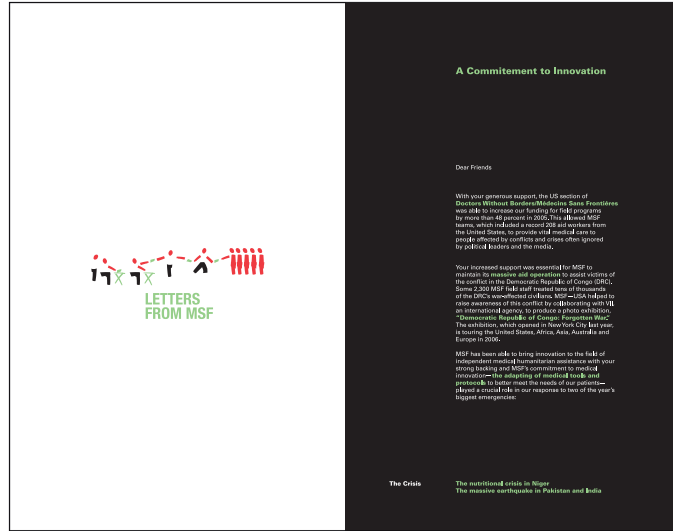 LETTERS
FROM MSF
A Commitement to Innovation
Dear Friends
With your generous support, the US section of
Doctors Without Borders/Médecins Sans Frontières
was able to increase our funding for field programs
by more than 48 percent in 2005. This allowed MSF
teams, which included a record 208 aid workers from
the United States, to provide vital medical care to
people affected by conflicts and crises often ignored
by political leaders and the media.
Your increased support was essential for MSF to
maintain its massive aid operation to assist victims of
the conflict in the Democratic Republic of Congo (DRC).
Some 2,300 MSF field staff treated tens of thousands
of the DRC's war-affected civilians. MSF—USA helped to
raise awareness of this conflict by collaborating with VII,
an international agency, to produce a photo exhibition,
"Democratic Republic of Congo: Forgotten War."
The exhibition, which opened in New York City last year,
is touring the United States, Africa, Asia, Australia and
Europe in 2006.
MSF has been able to bring innovation to the field of
independent medical humanitarian assistance with your
strong backing and MSF's commitment to medical
innovation—the adapting of medical tools and
protocols to better meet the needs of our patients—
played a crucial role in our response to two of the year's
biggest emergencies:
The Crisis
The nutritional crisis in Niger
The massive earthquake in Pakistan and India